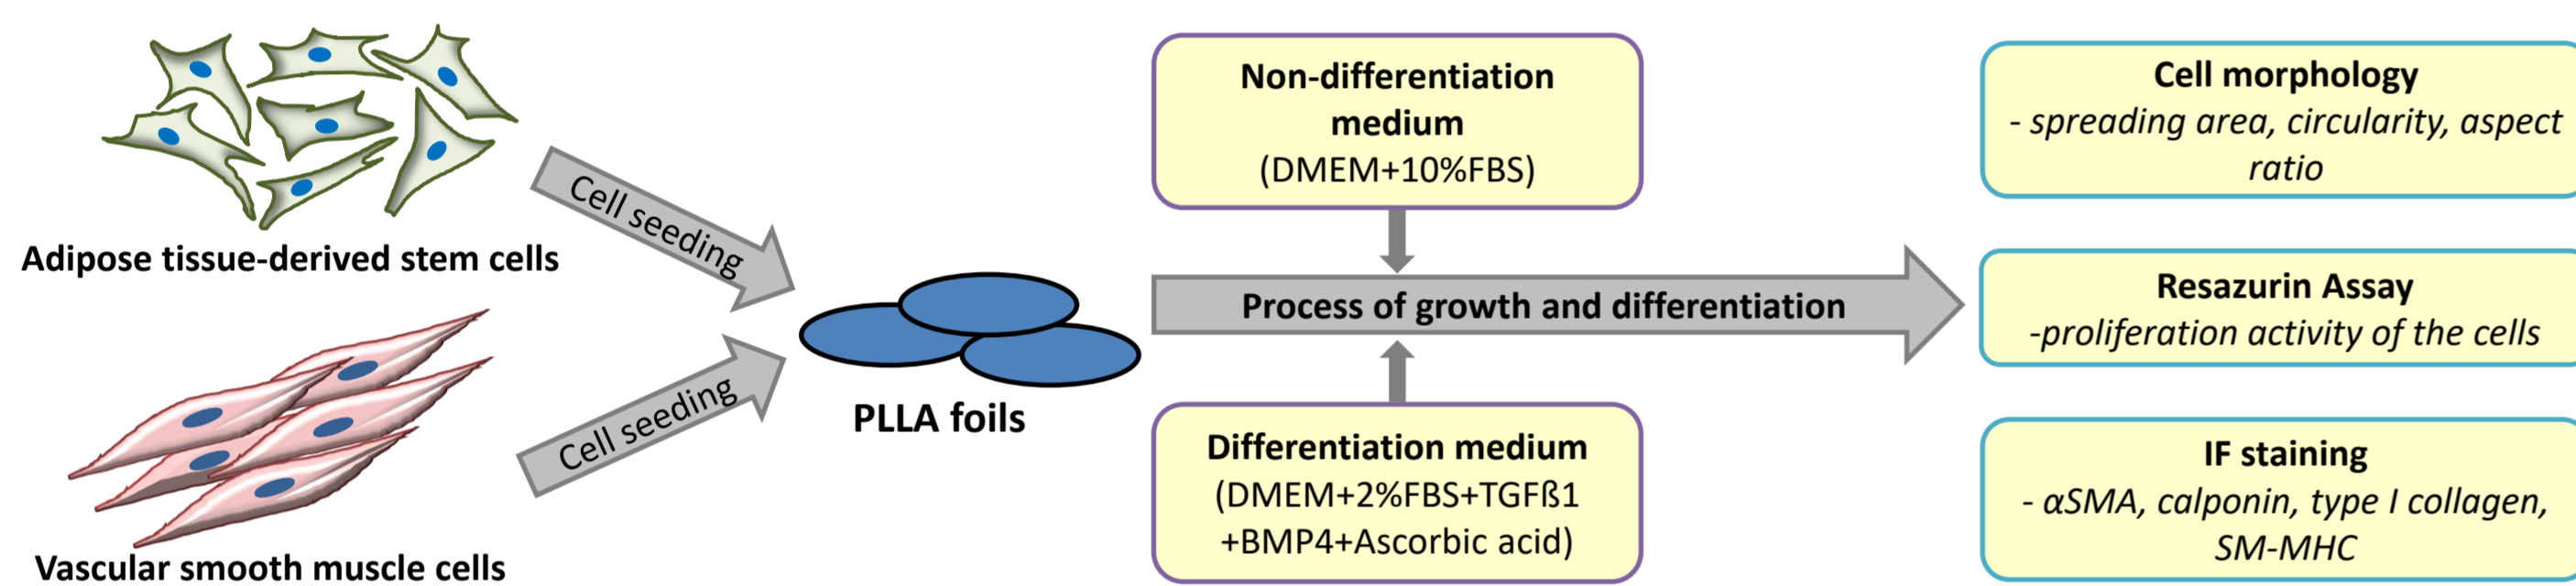 Adipose tissue-derived stem cells
Vascular smooth muscle cells
Cell seeding
Cell seeding
PLLA foils
Non-differentiation
medium
(DMEM+10%FBS)
Process of growth and differentiation
Differentiation medium
(DMEM+2%FBS+TGFß1
+BMP4+Ascorbic acid)
Cell morphology
- spreading area, circularity, aspect
ratio
Resazurin Assay
-proliferation activity of the cells
IF staining
- αSMA, calponin, type I collagen,
SM-MHC